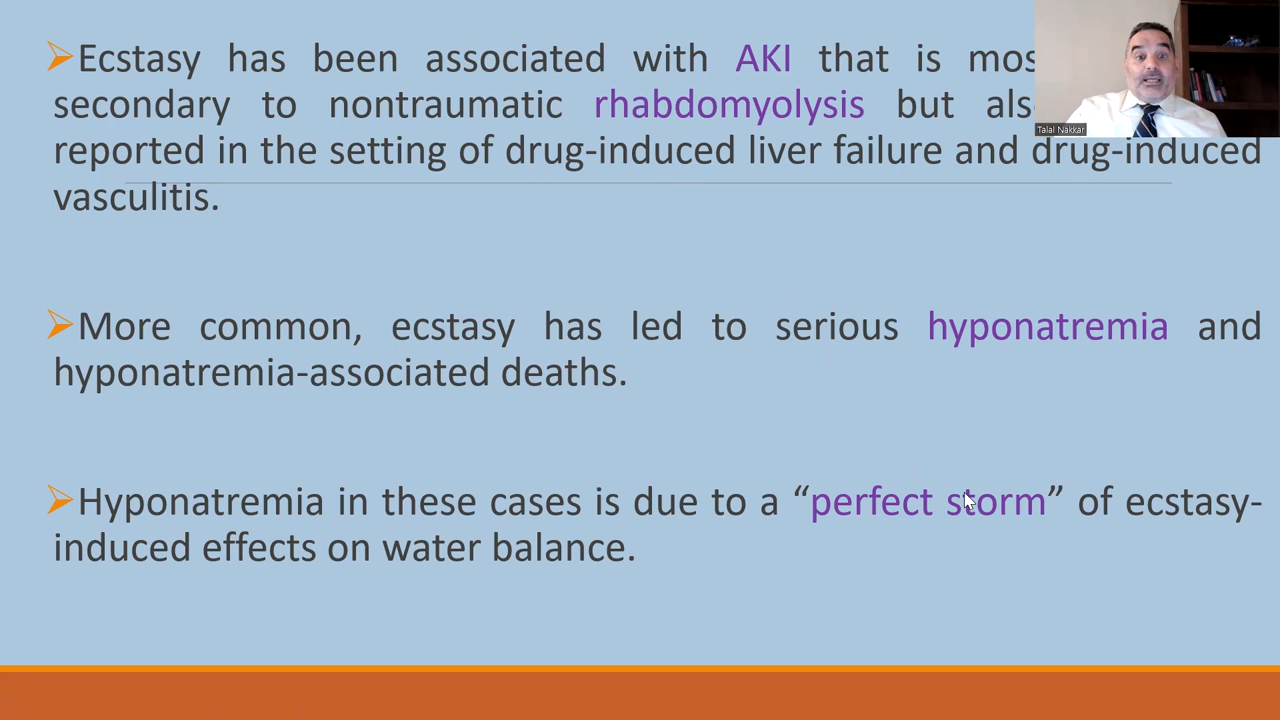 Ecstasy has been associated with AKI that is
secondary to nontraumatic rhabdomyolysis but
reported in the setting of drug-induced liver failure and drug-induced
vasculitis.
More common, ecstasy has led to serious hyponatremia and
hyponatremia-associated deaths.
Hyponatremia in these cases is due to a “perfect storm” of ecstasy-
induced effects on water balance.
Talal Nakkar